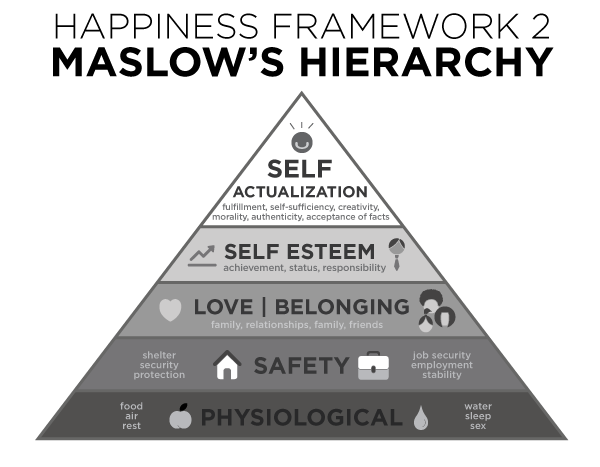 HAPPINESS FRAMEWORK 2
MASLOW'S HIERARCHY
SELF
ACTUALIZATION
fulfillment, self-sufficiency, creativity,
morality, authenticity, acceptance of facts
SELF ESTEEM
achievement, status, responsibility
LOVE | BELONGING
family, relationships, family, friends
shelter
security
protection
SAFETY
job security
employment
stability
food
air
rest
PHYSIOLOGICAL
water
sleep
sex